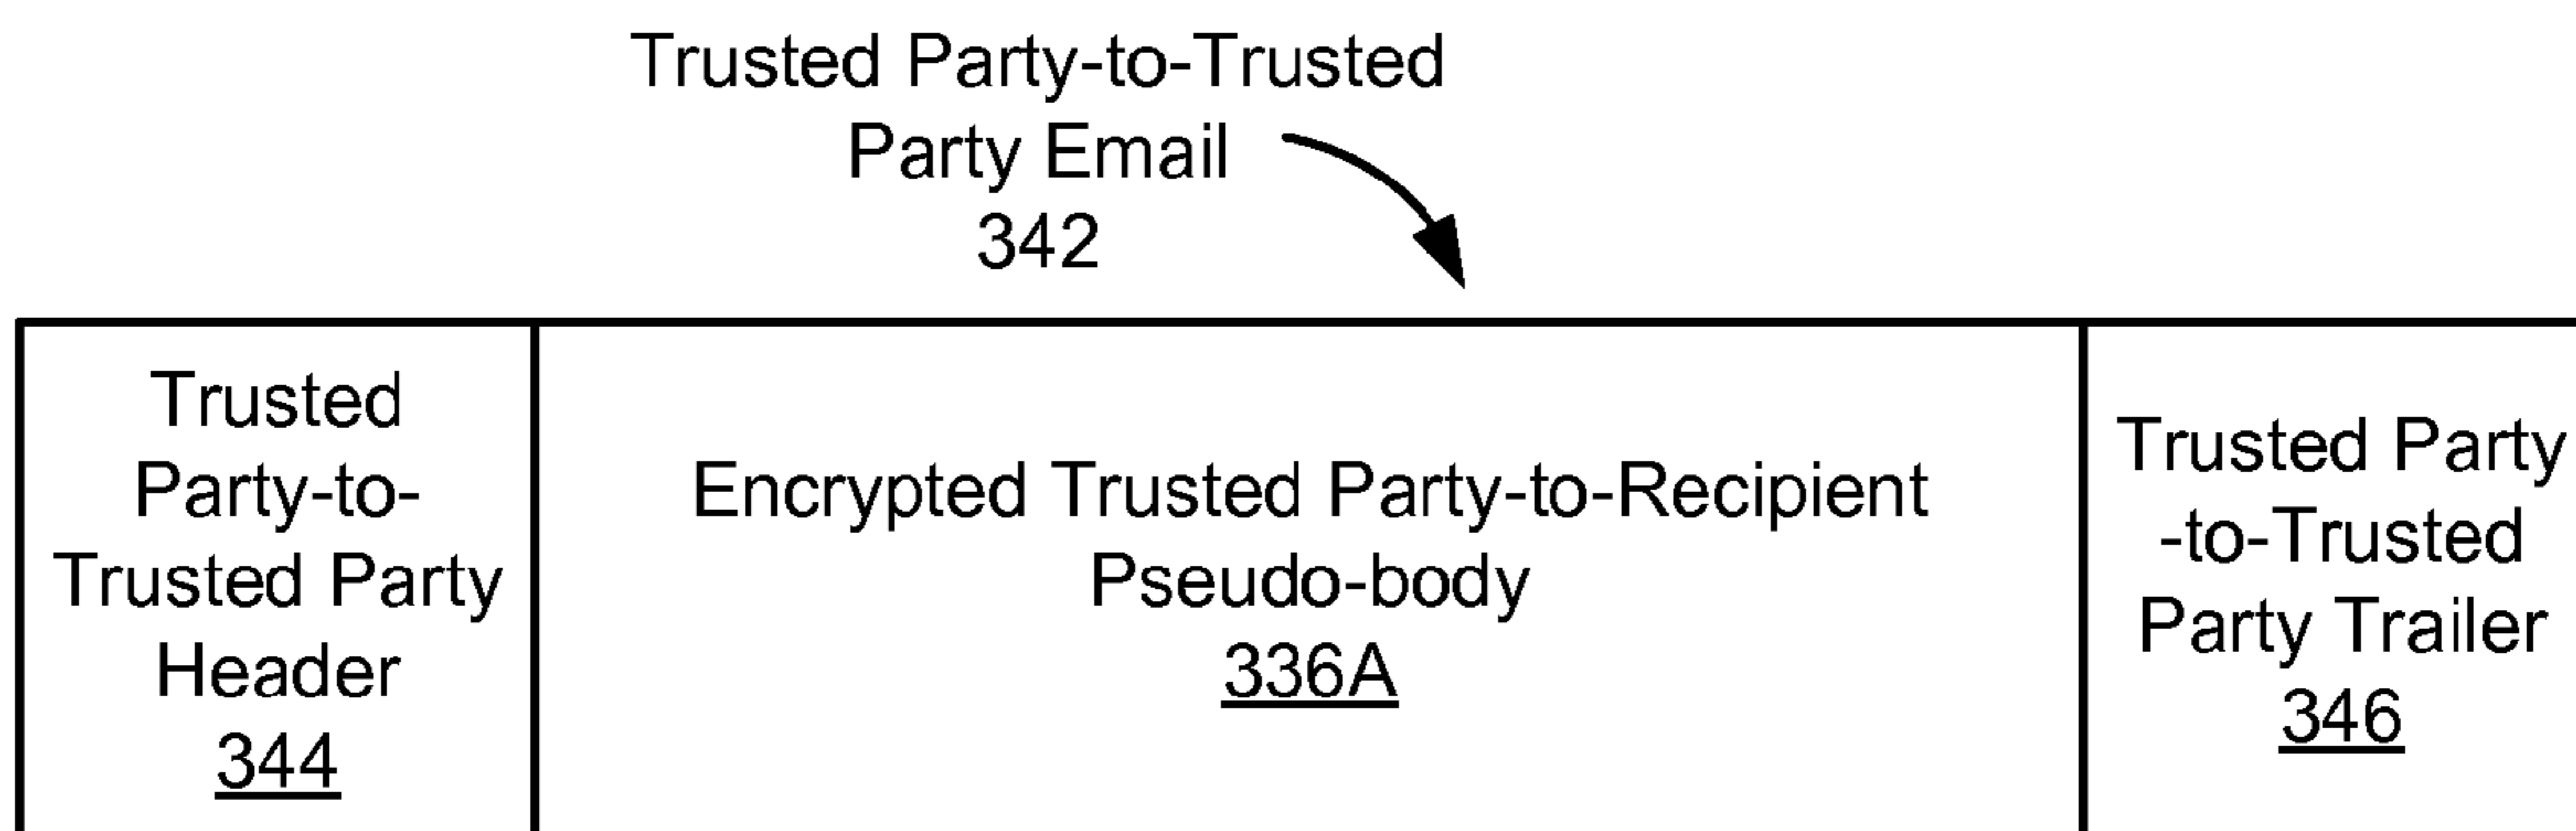 Trusted Party-to-Trusted
Party Email
342
Trusted
Party-to-
Trusted Party
Header
344
Encrypted Trusted Party-to-Recipient
Pseudo-body
336A
Trusted Party
-to-Trusted
Party Trailer
346